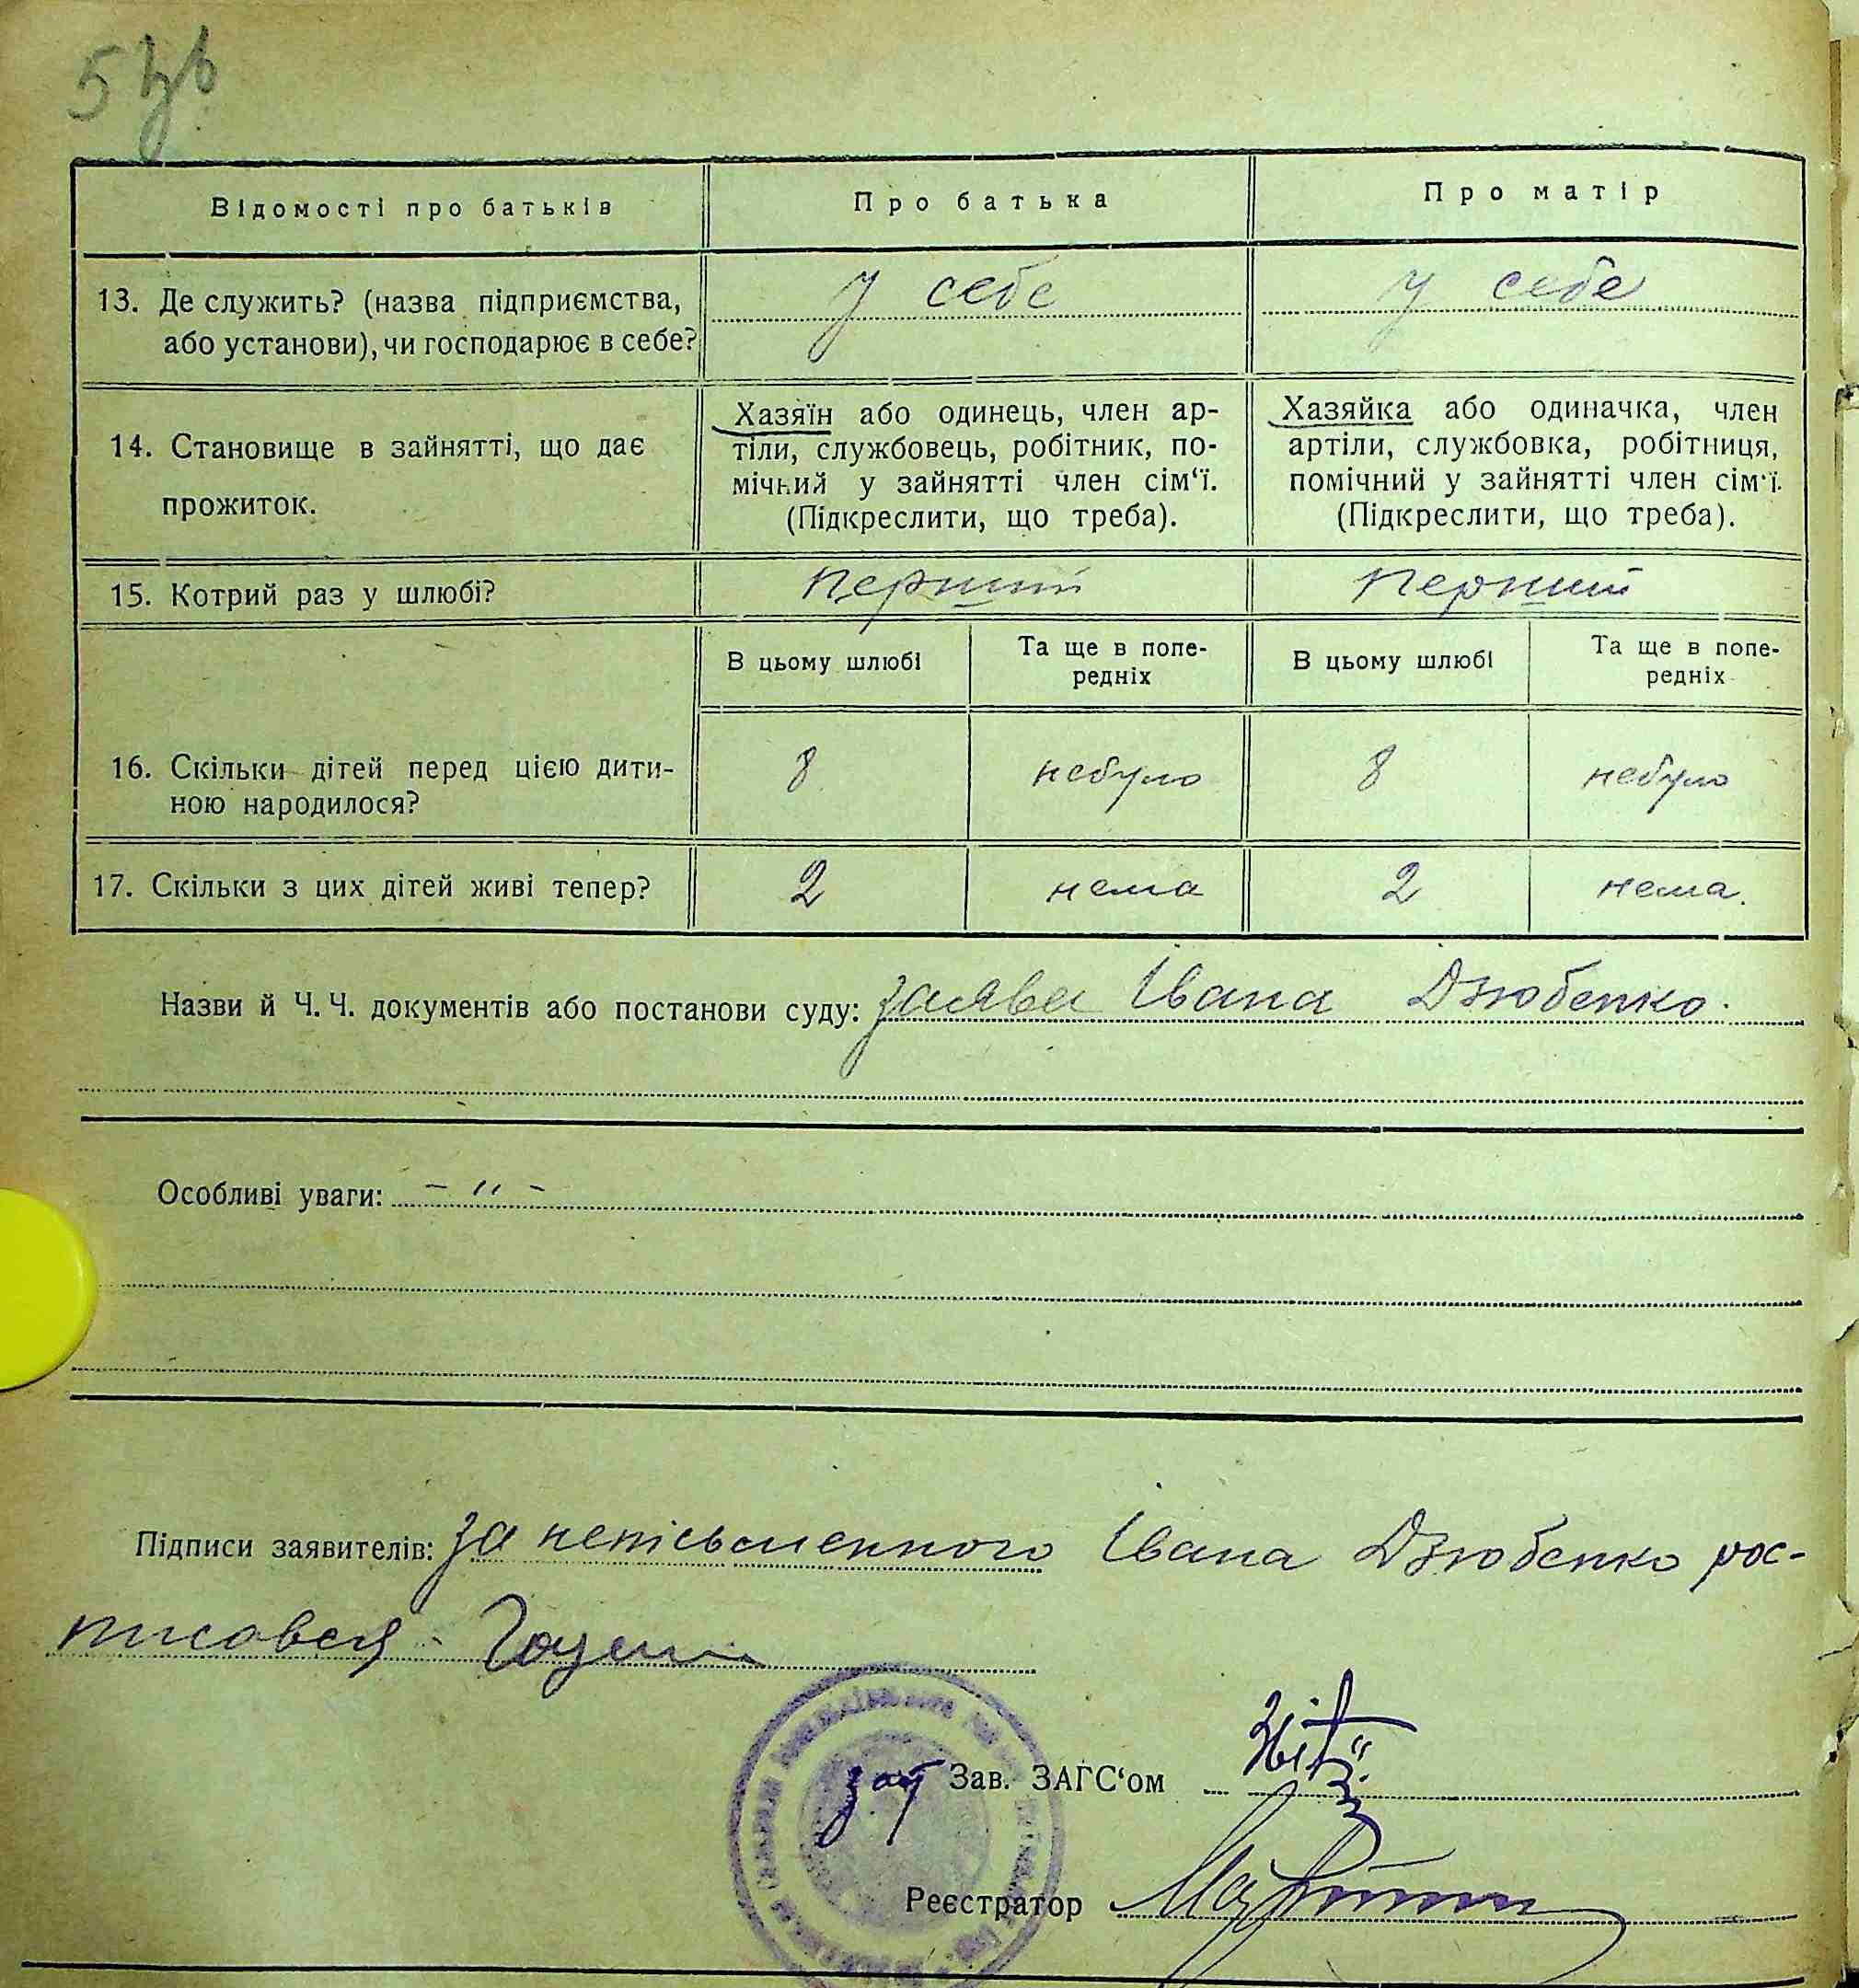 5 зв
Відомості про батьків
Про батька
Про матір
13. Де служить? (назва підприємства,
або установи), чи господарює в себе?
у себе
у себе
14. Становище в зайнятті, що дає
прожиток.
Хазяїн або одинець, член ар-
тіли, службовець, робітник, по-
мічний у зайнятті член сім‘ї.
(Підкреслити, що треба).
Хазяйка або одиначка, член
артіли, службовка, робітниця,
помічний у зайнятті член сім‘ї.
(Підкреслити, що треба).
15. Котрий раз у шлюбі?
Перший
Перший
В цьому шлюбі
Та ще в попе-
редніх
В цьому шлюбі
Та ще в попе-
редніх
16. Скільки дітей перед цією дити-
ною народилося?
8
небуло
8
небуло
17. Скільки з цих дітей живі тепер?
2
нема
2
нема.
Назви й Ч. Ч. документів або постанови суду: заява Івана Дзюбенко.
Особливі уваги: - " -
Підписи заявителів: за неписьменного Івана Дзюбенко рос-
писався
зат Зав. ЗАГС‘ом
Реєстратор